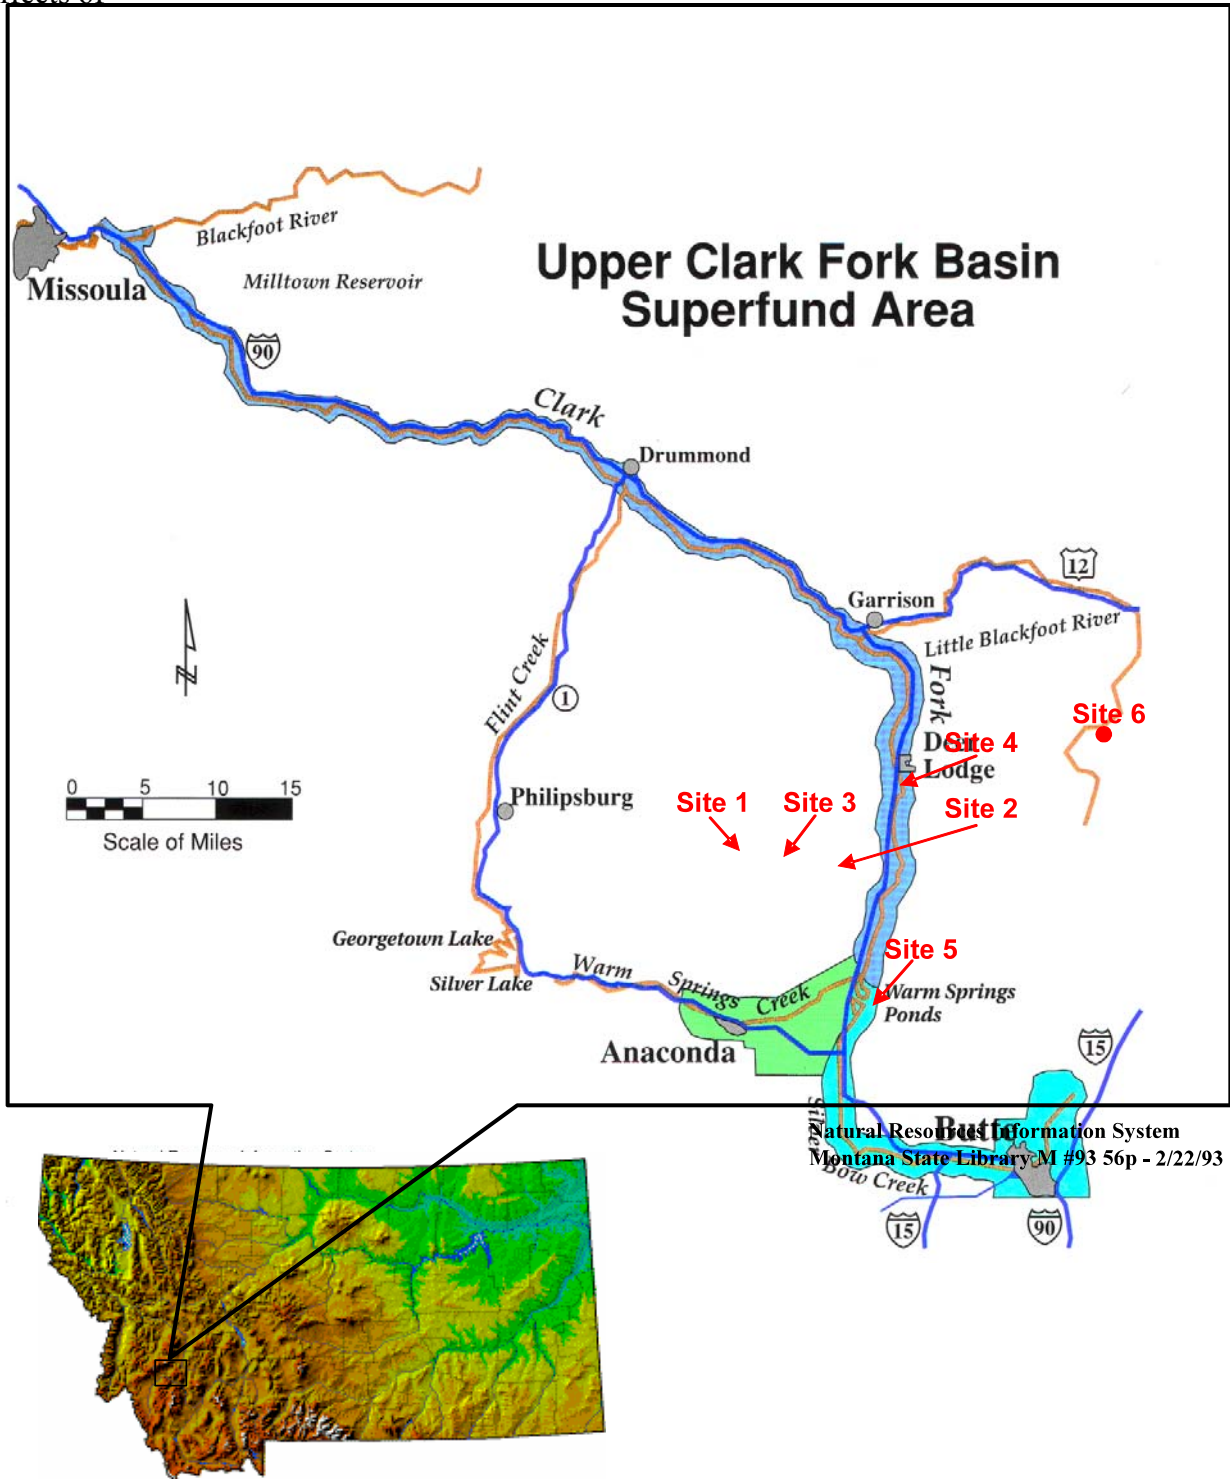 Blackfoot River
Upper Clark Fork Basin
Superfund Area
Milltown Reservoir
Missoula
90
Clark
Drummond
12
Garrison
Little Blackfoot River
Fork
Flint Creek
1
Site 6
Site 4
Deer
Lodge
0 5 10 15
Scale of Miles
Philipsburg
Site 1
Site 3
Site 2
Georgetown Lake
Silver Lake
Warm Springs Creek
Site 5
Warm Springs
Ponds
Anaconda
15
Butte
Natural Resources Information System
Montana State Library M #93 56p - 2/22/93
Silver
Bow Creek
15
90
N